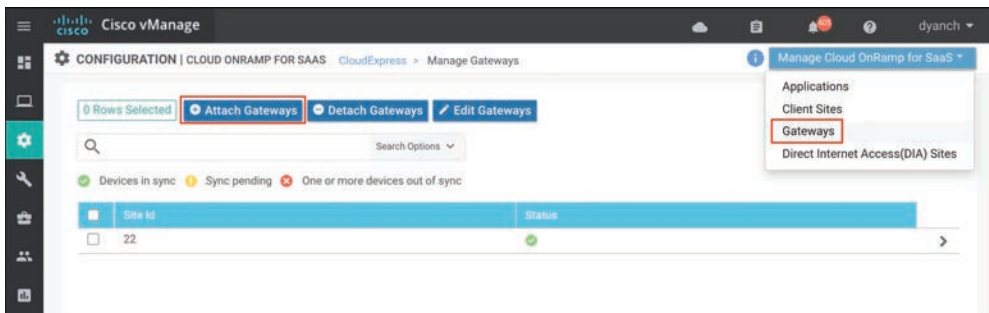 cisco Cisco vManage
dyanch
CONFIGURATION | CLOUD ONRAMP FOR SAAS CloudExpress > Manage Gateways
Manage Cloud OnRamp for SaaS
Applications
Client Sites
Gateways
Direct Internet Access(DIA) Sites
0 Rows Selected
Attach Gateways
Detach Gateways
Edit Gateways
Search Options
Devices in sync
Sync pending
One or more devices out of sync
Site Id
Status
22